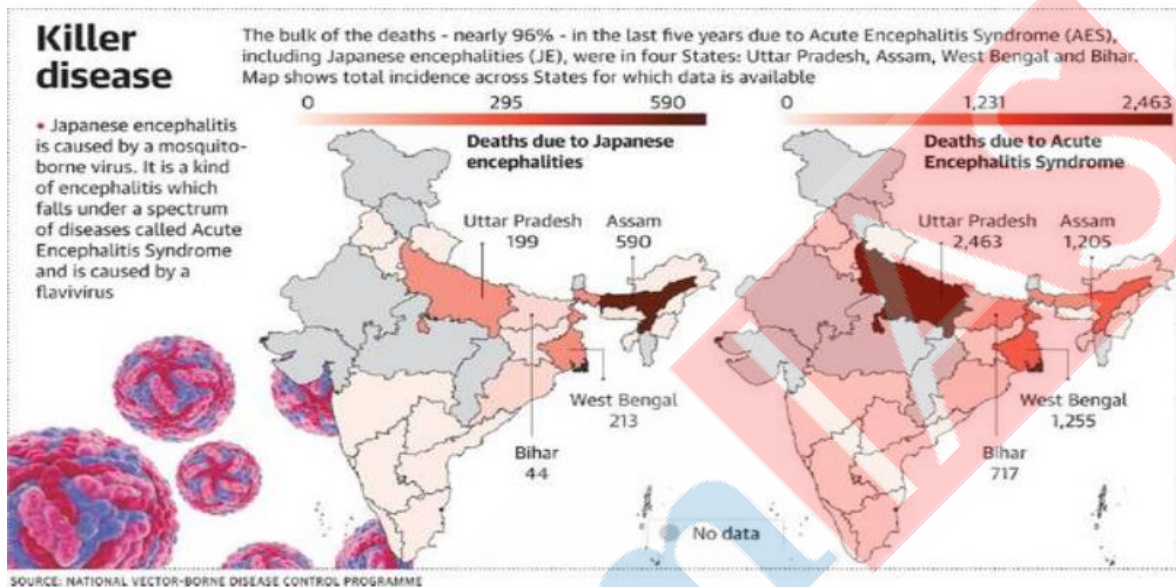 Killer
disease
The bulk of the deaths - nearly 96% - in the last five years due to Acute Encephalitis Syndrome (AES),
including Japanese encephalities (JE), were in four States: Uttar Pradesh, Assam, West Bengal and Bihar.
Map shows total incidence across States for which data is available
• Japanese encephalitis
is caused by a mosquito-
borne virus. It is a kind
of encephalitis which
falls under a spectrum
of diseases called Acute
Encephalitis Syndrome
and is caused by a
flavivirus
0 295 590
Deaths due to Japanese
encephalities
Uttar Pradesh
199
Assam
590
West Bengal
213
Bihar
44
0 1,231 2,463
Deaths due to Acute
Encephalitis Syndrome
Uttar Pradesh
2,463
Assam
1,205
West Bengal
1,255
Bihar
717
No data
SOURCE: NATIONAL VECTOR-BORNE DISEASE CONTROL PROGRAMME